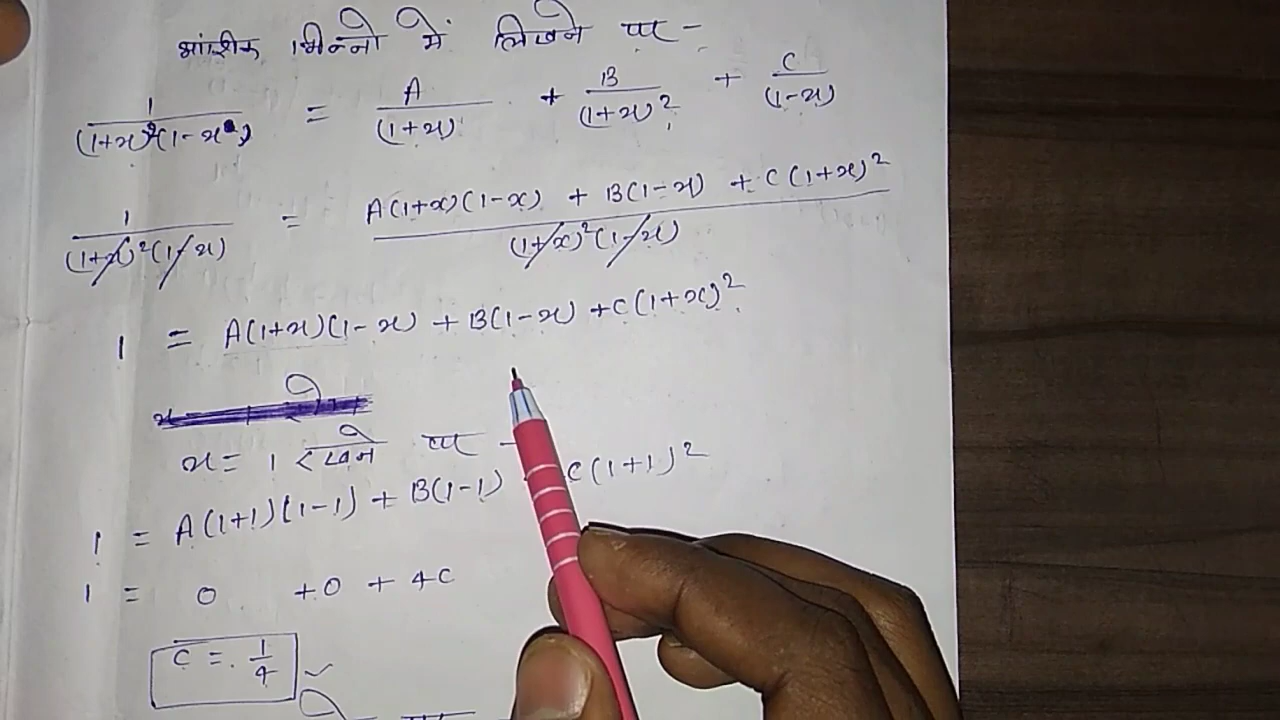 आंशिक भिन्नो में लिखने पर -
1/((1+x)²(1-x)) = A/(1+x) + B/(1+x)² + C/(1-x)
1/((1+x)²(1-x)) = (A(1+x)(1-x) + B(1-x) + C(1+x)²)/((1+x)²(1-x))
1 = A(1+x)(1-x) + B(1-x) + C(1+x)²
x = 1 रखने पर -
1 = A(1+1)(1-1) + B(1-1) C(1+1)²
1 = 0 + 0 + 4C
C = 1/4